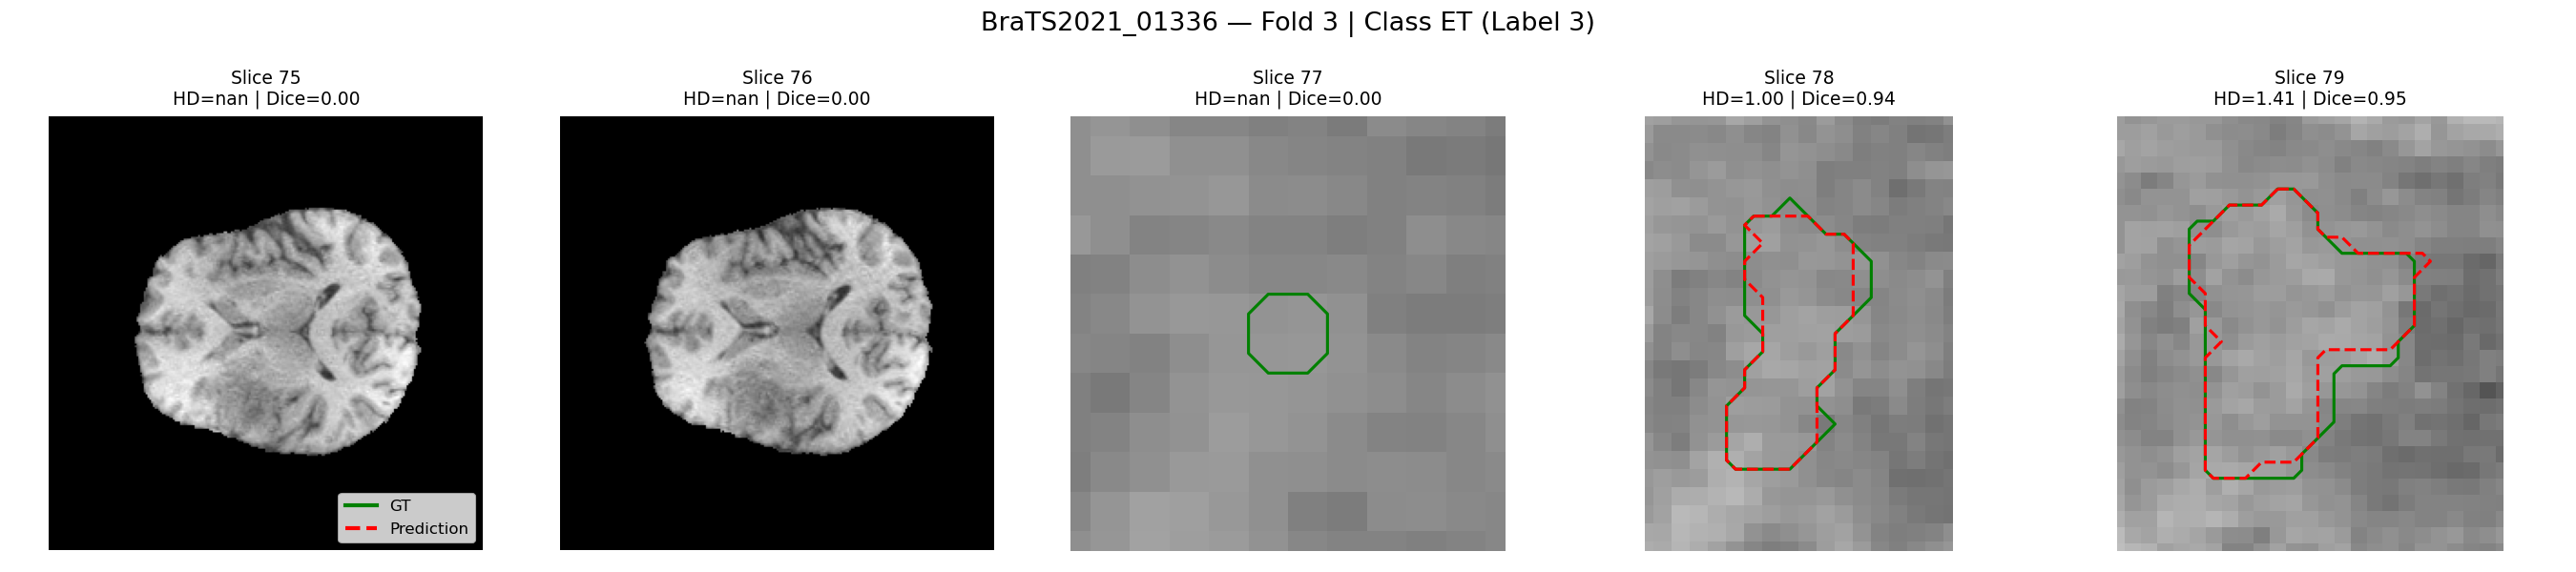 BraTS2021_01336 — Fold 3 | Class ET (Label 3)
Slice 75
HD=nan | Dice=0.00
Slice 76
HD=nan | Dice=0.00
Slice 77
HD=nan | Dice=0.00
Slice 78
HD=1.00 | Dice=0.94
Slice 79
HD=1.41 | Dice=0.95
GT
Prediction